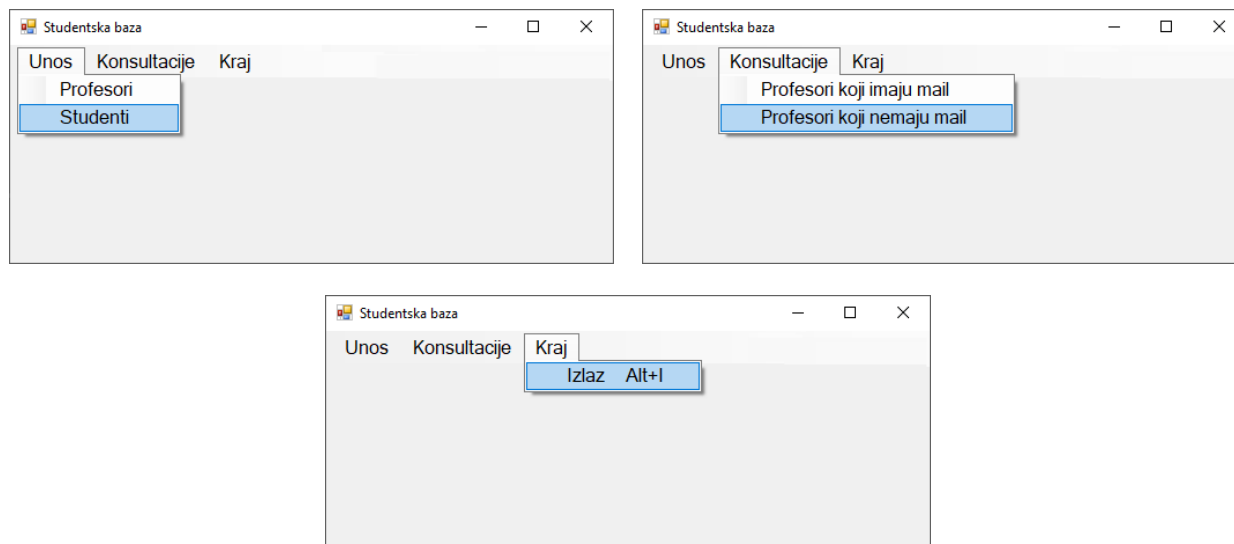 Studentska baza
Unos Konsultacije Kraj
Profesori
Studenti
Studentska baza
Unos Konsultacije Kraj
Profesori koji imaju mail
Profesori koji nemaju mail
Studentska baza
Unos Konsultacije Kraj
Izlaz Alt+I